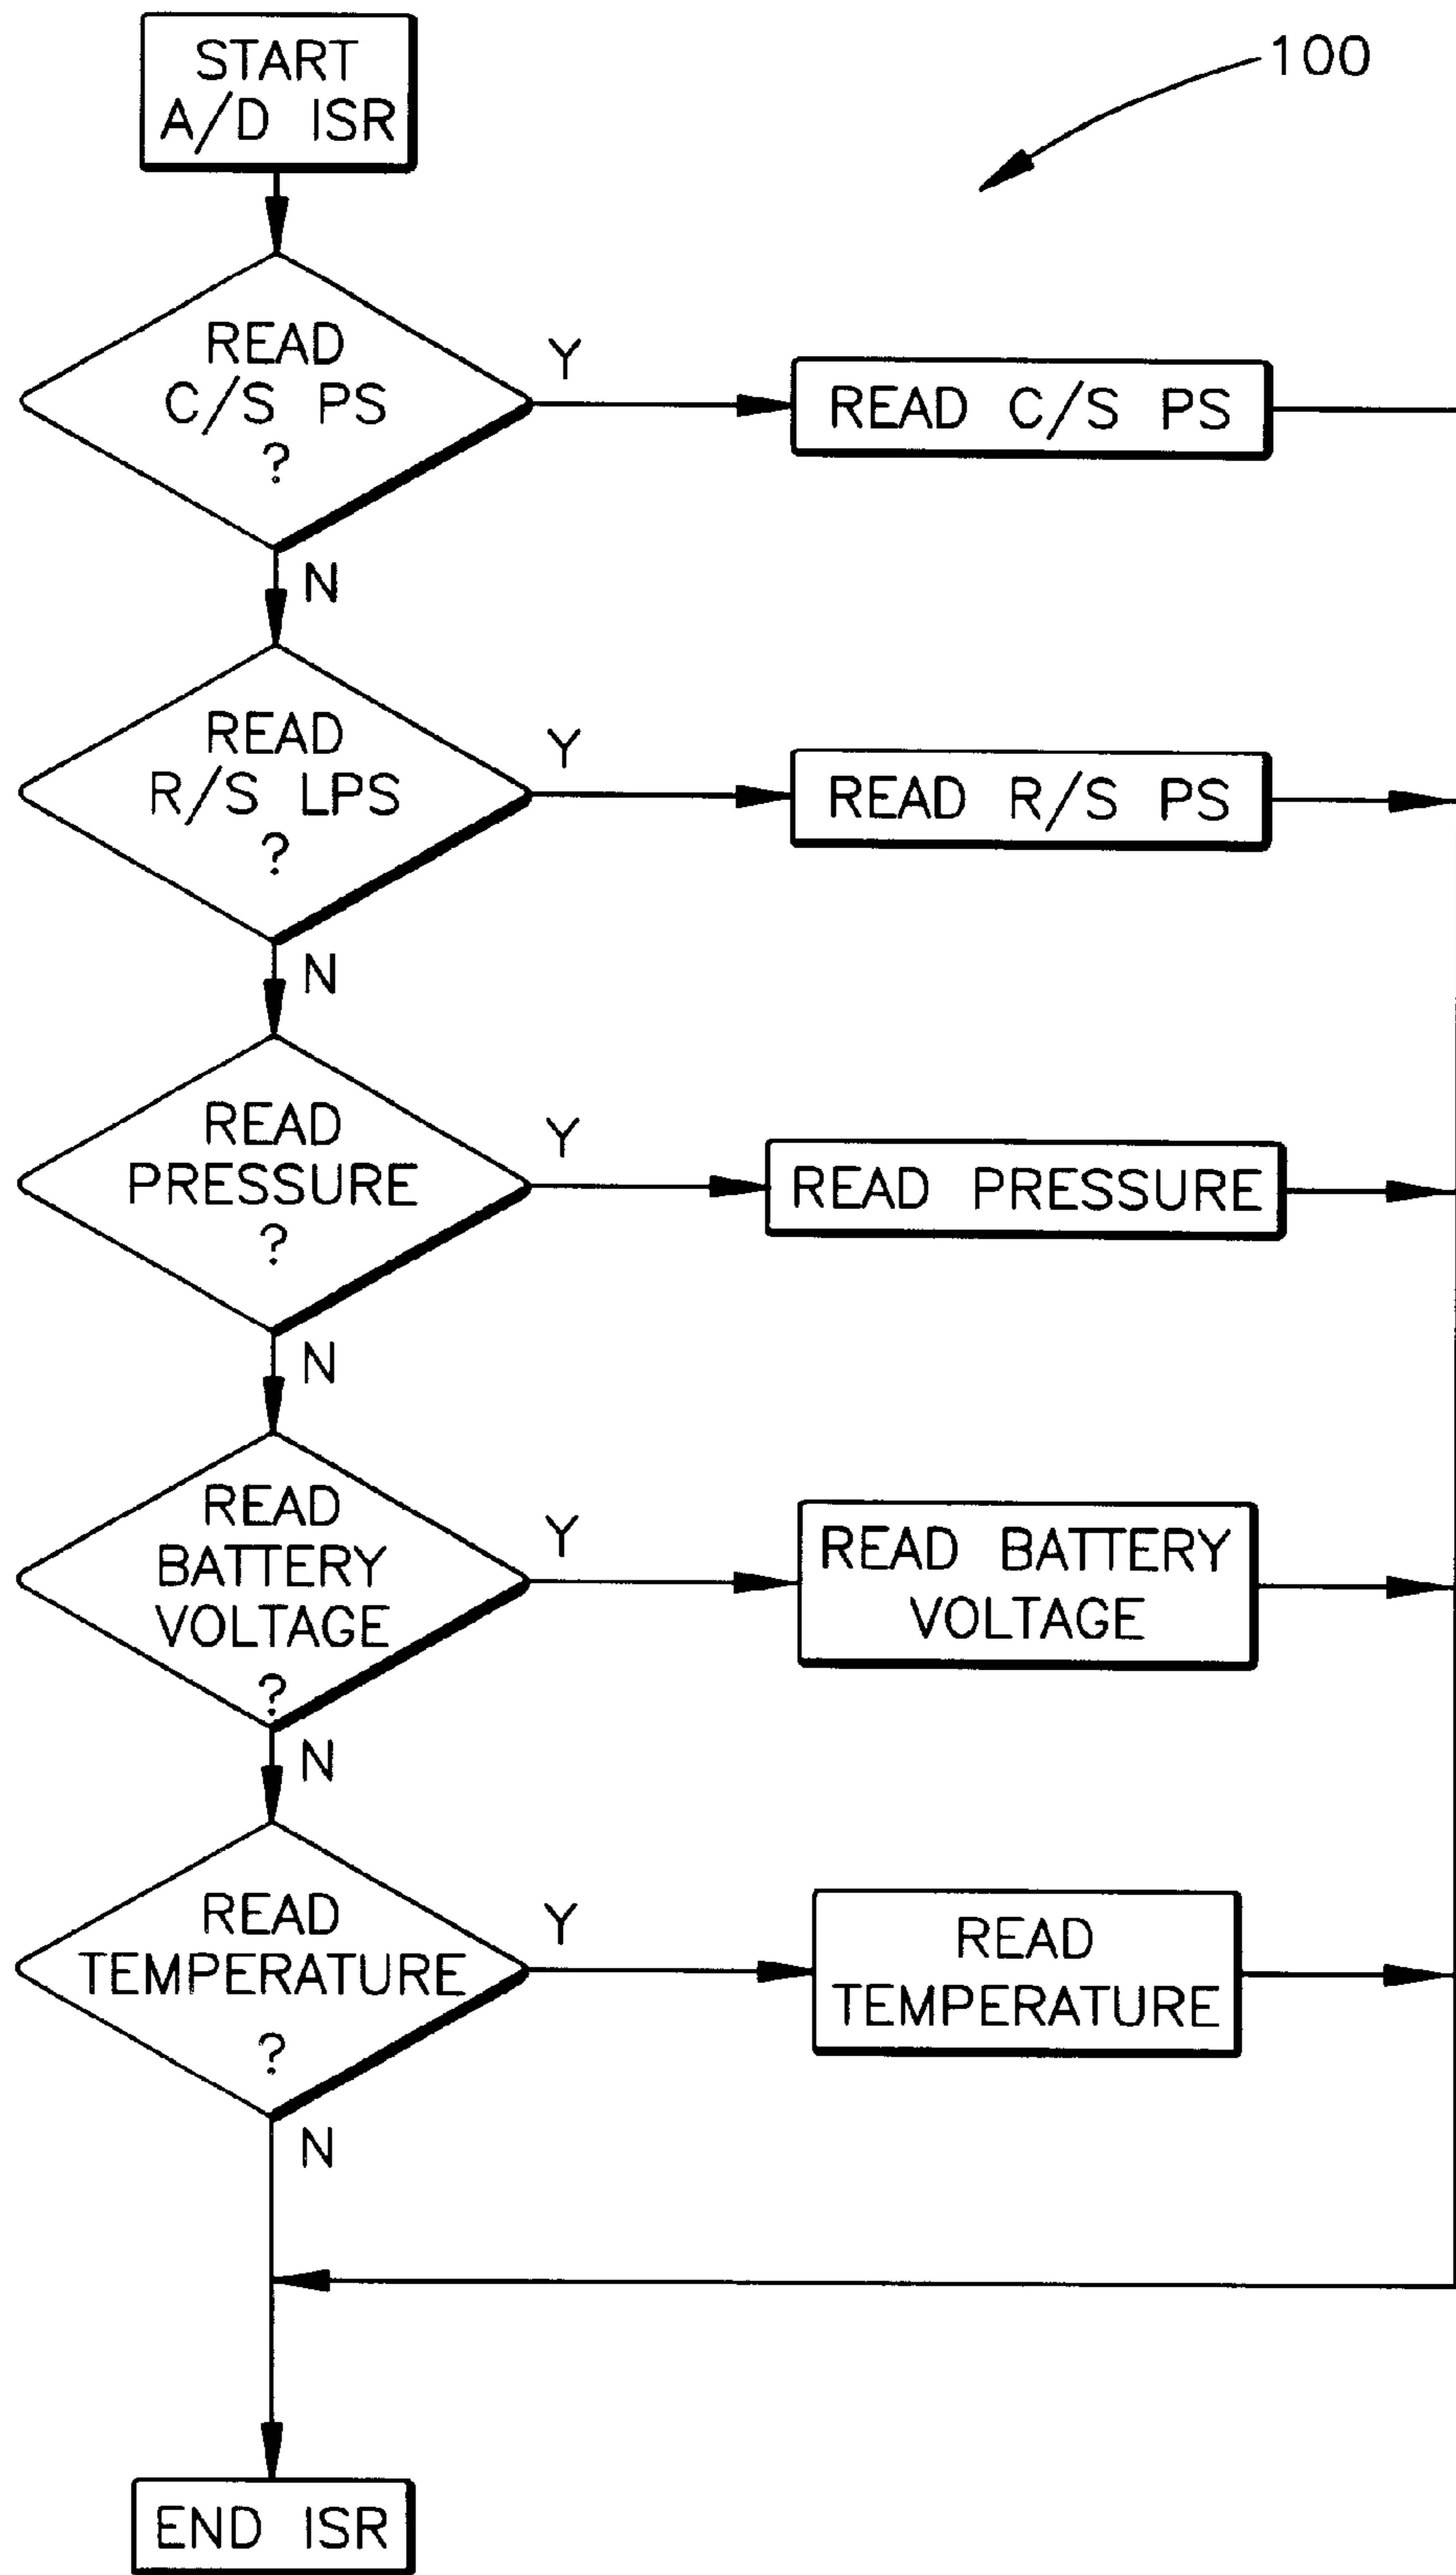 START
A/D ISR
100
READ
C/S PS
?
Y
READ C/S PS
N
READ
R/S LPS
?
Y
READ R/S PS
N
READ
PRESSURE
?
Y
READ PRESSURE
N
READ
BATTERY
VOLTAGE
?
Y
READ BATTERY
VOLTAGE
N
READ
TEMPERATURE
?
Y
READ
TEMPERATURE
N
END ISR